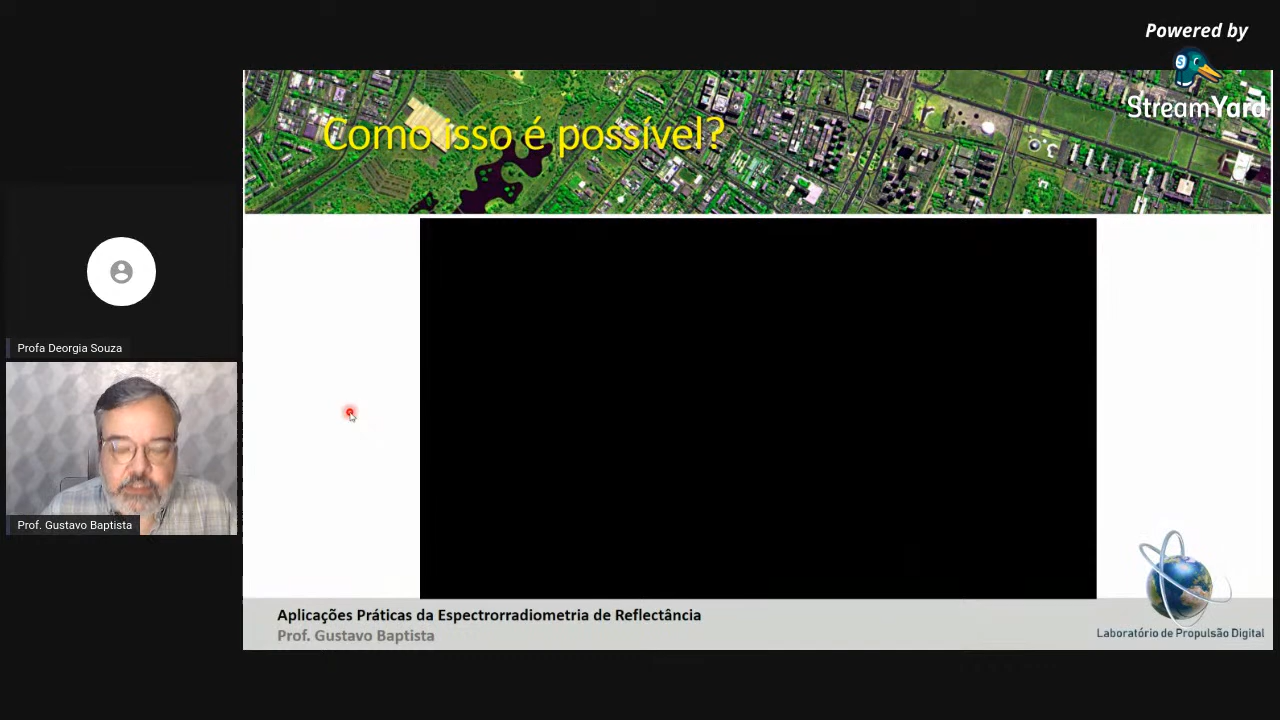 Powered by
StreamYard
Como isso é possível?
Profa Deorgia Souza
Prof. Gustavo Baptista
Aplicações Práticas da Espectrorradiometria de Reflectância
Prof. Gustavo Baptista
Laboratório de Propulsão Digital